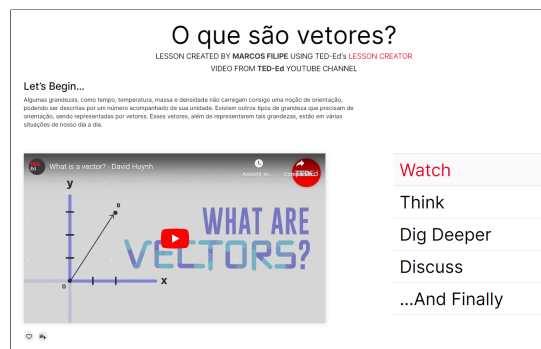 O que são vetores?
LESSON CREATED BY MARCOS FILIPE USING TED-Ed's LESSON CREATOR
VIDEO FROM TED-Ed YOUTUBE CHANNEL
Let's Begin...
Algumas grandezas, como tempo, temperatura, massa e densidade não carregam consigo uma noção de orientação,
podendo ser descritas por um número acompanhado de sua unidade. Existem outros tipos de grandeza que precisam de
orientação, sendo representadas por vetores. Esses vetores, além de representarem tais grandezas, estão em várias
situações de nosso dia a dia.
What is a vector? - David Huynh
Assistir m...
TEDEd
y
B
WHAT ARE
VECTORS?
0
x
Watch
Think
Dig Deeper
Discuss
...And Finally